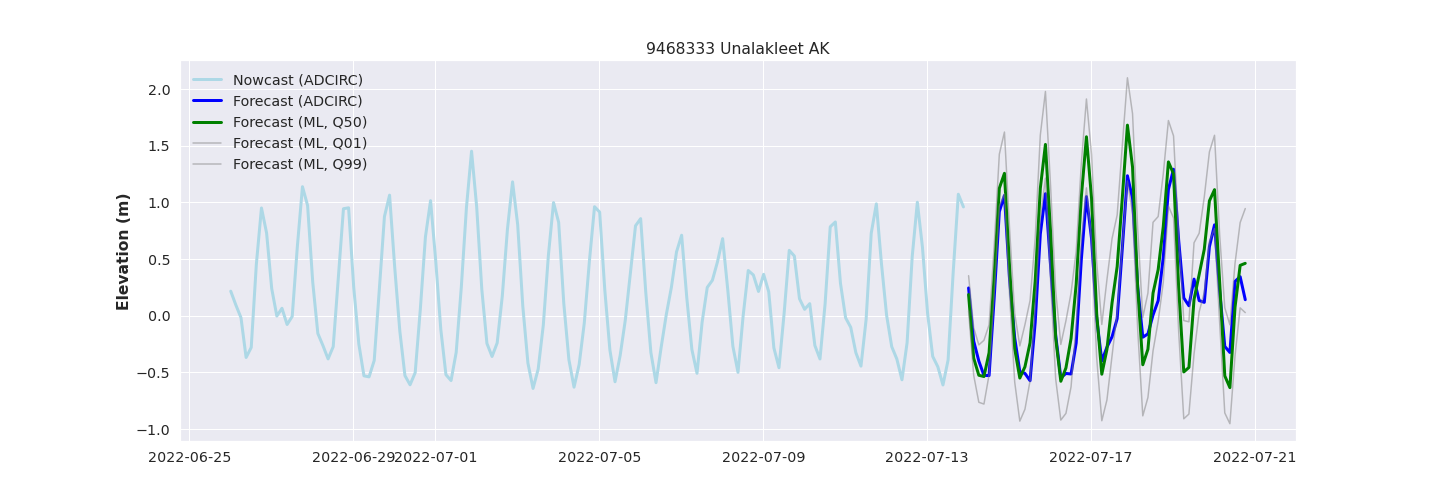 9468333 Unalakleet AK
Nowcast (ADCIRC)
Forecast (ADCIRC)
Forecast (ML, Q50)
Forecast (ML, Q01)
Forecast (ML, Q99)
Elevation (m)
2.0
1.5
1.0
0.5
0.0
−0.5
−1.0
2022-06-25 2022-06-29 2022-07-01 2022-07-05 2022-07-09 2022-07-13 2022-07-17 2022-07-21